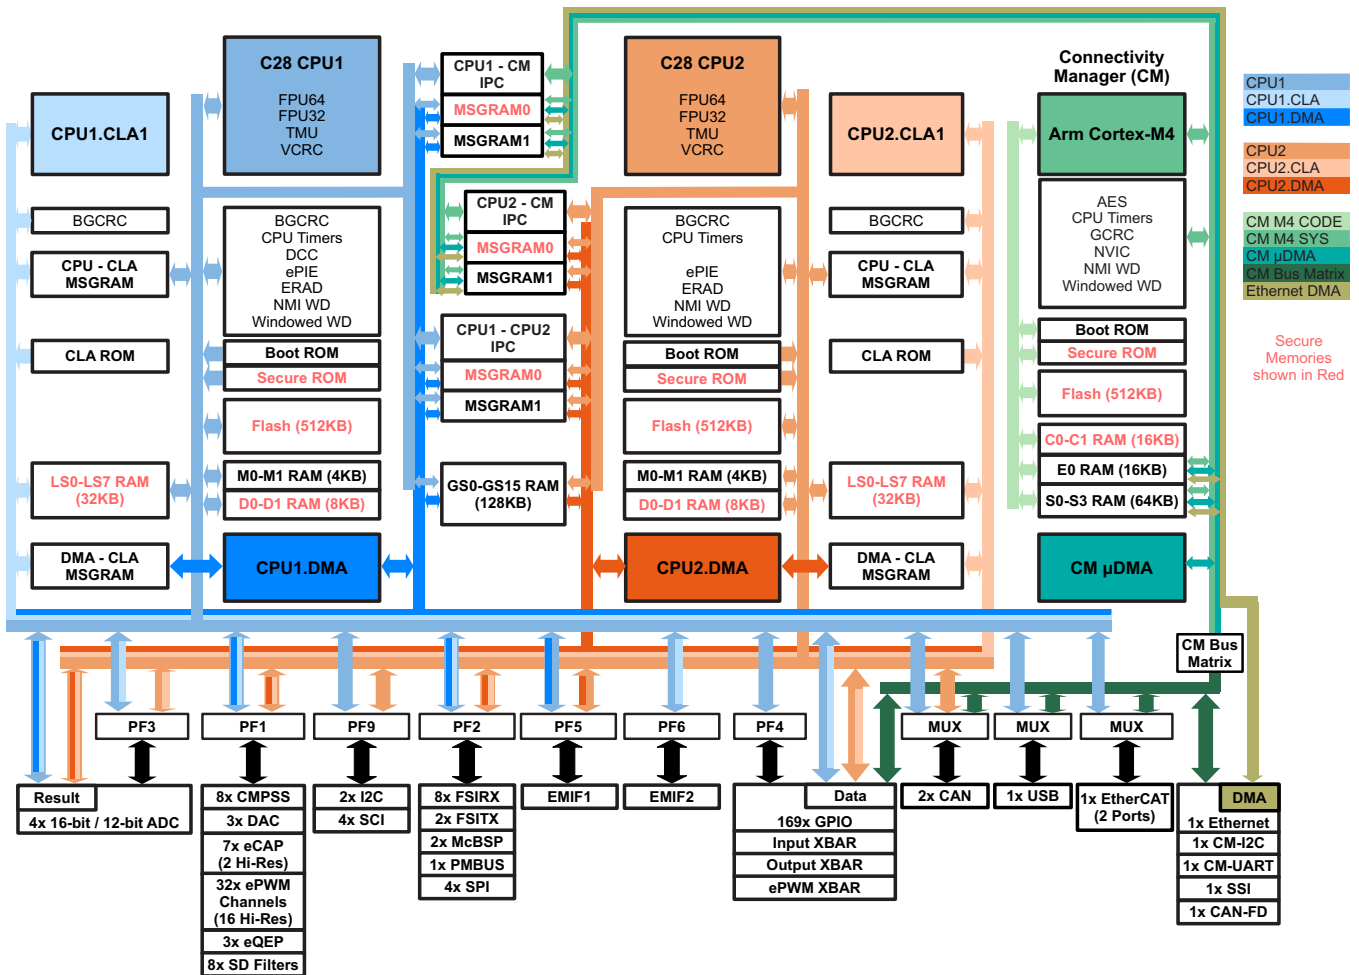 C28 CPU1
FPU64
FPU32
TMU
VCRC
CPU1.CLA1
BGCRC
CPU - CLA
MSGRAM
CLA ROM
LS0-LS7 RAM
(32KB)
DMA - CLA
MSGRAM
BGCRC
CPU Timers
DCC
ePIE
ERAD
NMI WD
Windowed WD
Boot ROM
Secure ROM
Flash (512KB)
M0-M1 RAM (4KB)
D0-D1 RAM (8KB)
CPU1.DMA
CPU1 - CM
IPC
MSGRAM0
MSGRAM1
CPU2 - CM
IPC
MSGRAM0
MSGRAM1
CPU1 - CPU2
IPC
MSGRAM0
MSGRAM1
GS0-GS15 RAM
(128KB)
C28 CPU2
FPU64
FPU32
TMU
VCRC
BGCRC
CPU Timers
ePIE
ERAD
NMI WD
Windowed WD
Boot ROM
Secure ROM
Flash (512KB)
M0-M1 RAM (4KB)
D0-D1 RAM (8KB)
CPU2.DMA
CPU2.CLA1
BGCRC
CPU - CLA
MSGRAM
CLA ROM
LS0-LS7 RAM
(32KB)
DMA - CLA
MSGRAM
Connectivity
Manager (CM)
Arm Cortex-M4
AES
CPU Timers
GCRC
NVIC
NMI WD
Windowed WD
Boot ROM
Secure ROM
Flash (512KB)
C0-C1 RAM (16KB)
E0 RAM (16KB)
S0-S3 RAM (64KB)
CM µDMA
CPU1
CPU1.CLA
CPU1.DMA
CPU2
CPU2.CLA
CPU2.DMA
CM M4 CODE
CM M4 SYS
CM µDMA
CM Bus Matrix
Ethernet DMA
Secure
Memories
shown in Red
CM Bus
Matrix
PF3
PF1
PF9
PF2
PF5
PF6
PF4
MUX
MUX
MUX
Result
4x 16-bit / 12-bit ADC
8x CMPSS
3x DAC
7x eCAP
(2 Hi-Res)
32x ePWM
Channels
(16 Hi-Res)
3x eQEP
8x SD Filters
2x I2C
4x SCI
8x FSIRX
2x FSITX
2x McBSP
1x PMBUS
4x SPI
EMIF1
EMIF2
Data
169x GPIO
Input XBAR
Output XBAR
ePWM XBAR
2x CAN
1x USB
1x EtherCAT
(2 Ports)
DMA
1x Ethernet
1x CM-I2C
1x CM-UART
1x SSI
1x CAN-FD